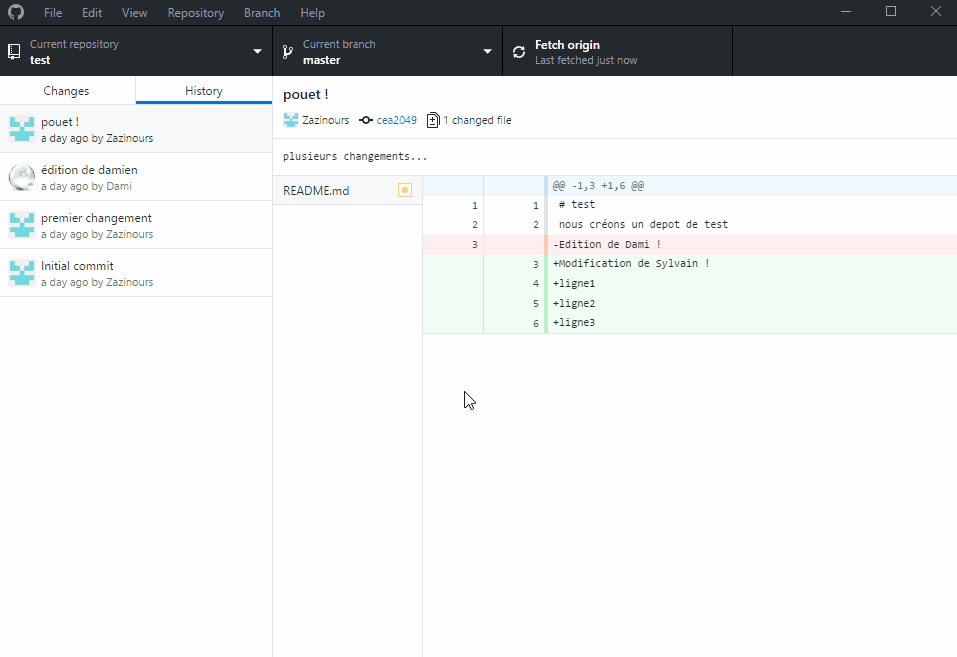 File Edit View Repository Branch Help
Current repository
test
Current branch
master
Fetch origin
Last fetched just now
Changes
History
pouet !
a day ago by Zazinours
édition de damien
a day ago by Dami
premier changement
a day ago by Zazinours
Initial commit
a day ago by Zazinours
pouet !
Zazinours cea2049 1 changed file
plusieurs changements...
README.md
@@ -1,3 +1,6 @@
1 1 # test
2 2 nous créons un depot de test
3 -Edition de Dami !
3 +Modification de Sylvain !
4 +ligne1
5 +ligne2
6 +ligne3